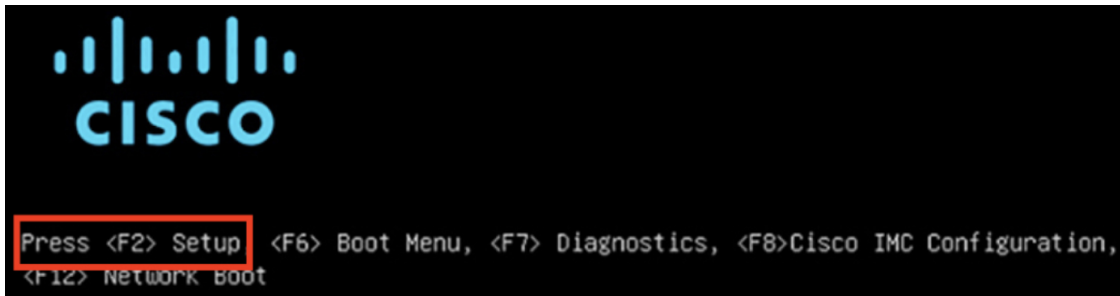 CISCO
Press <F2> Setup, <F6> Boot Menu, <F7> Diagnostics, <F8>Cisco IMC Configuration,
<F12> Network Boot